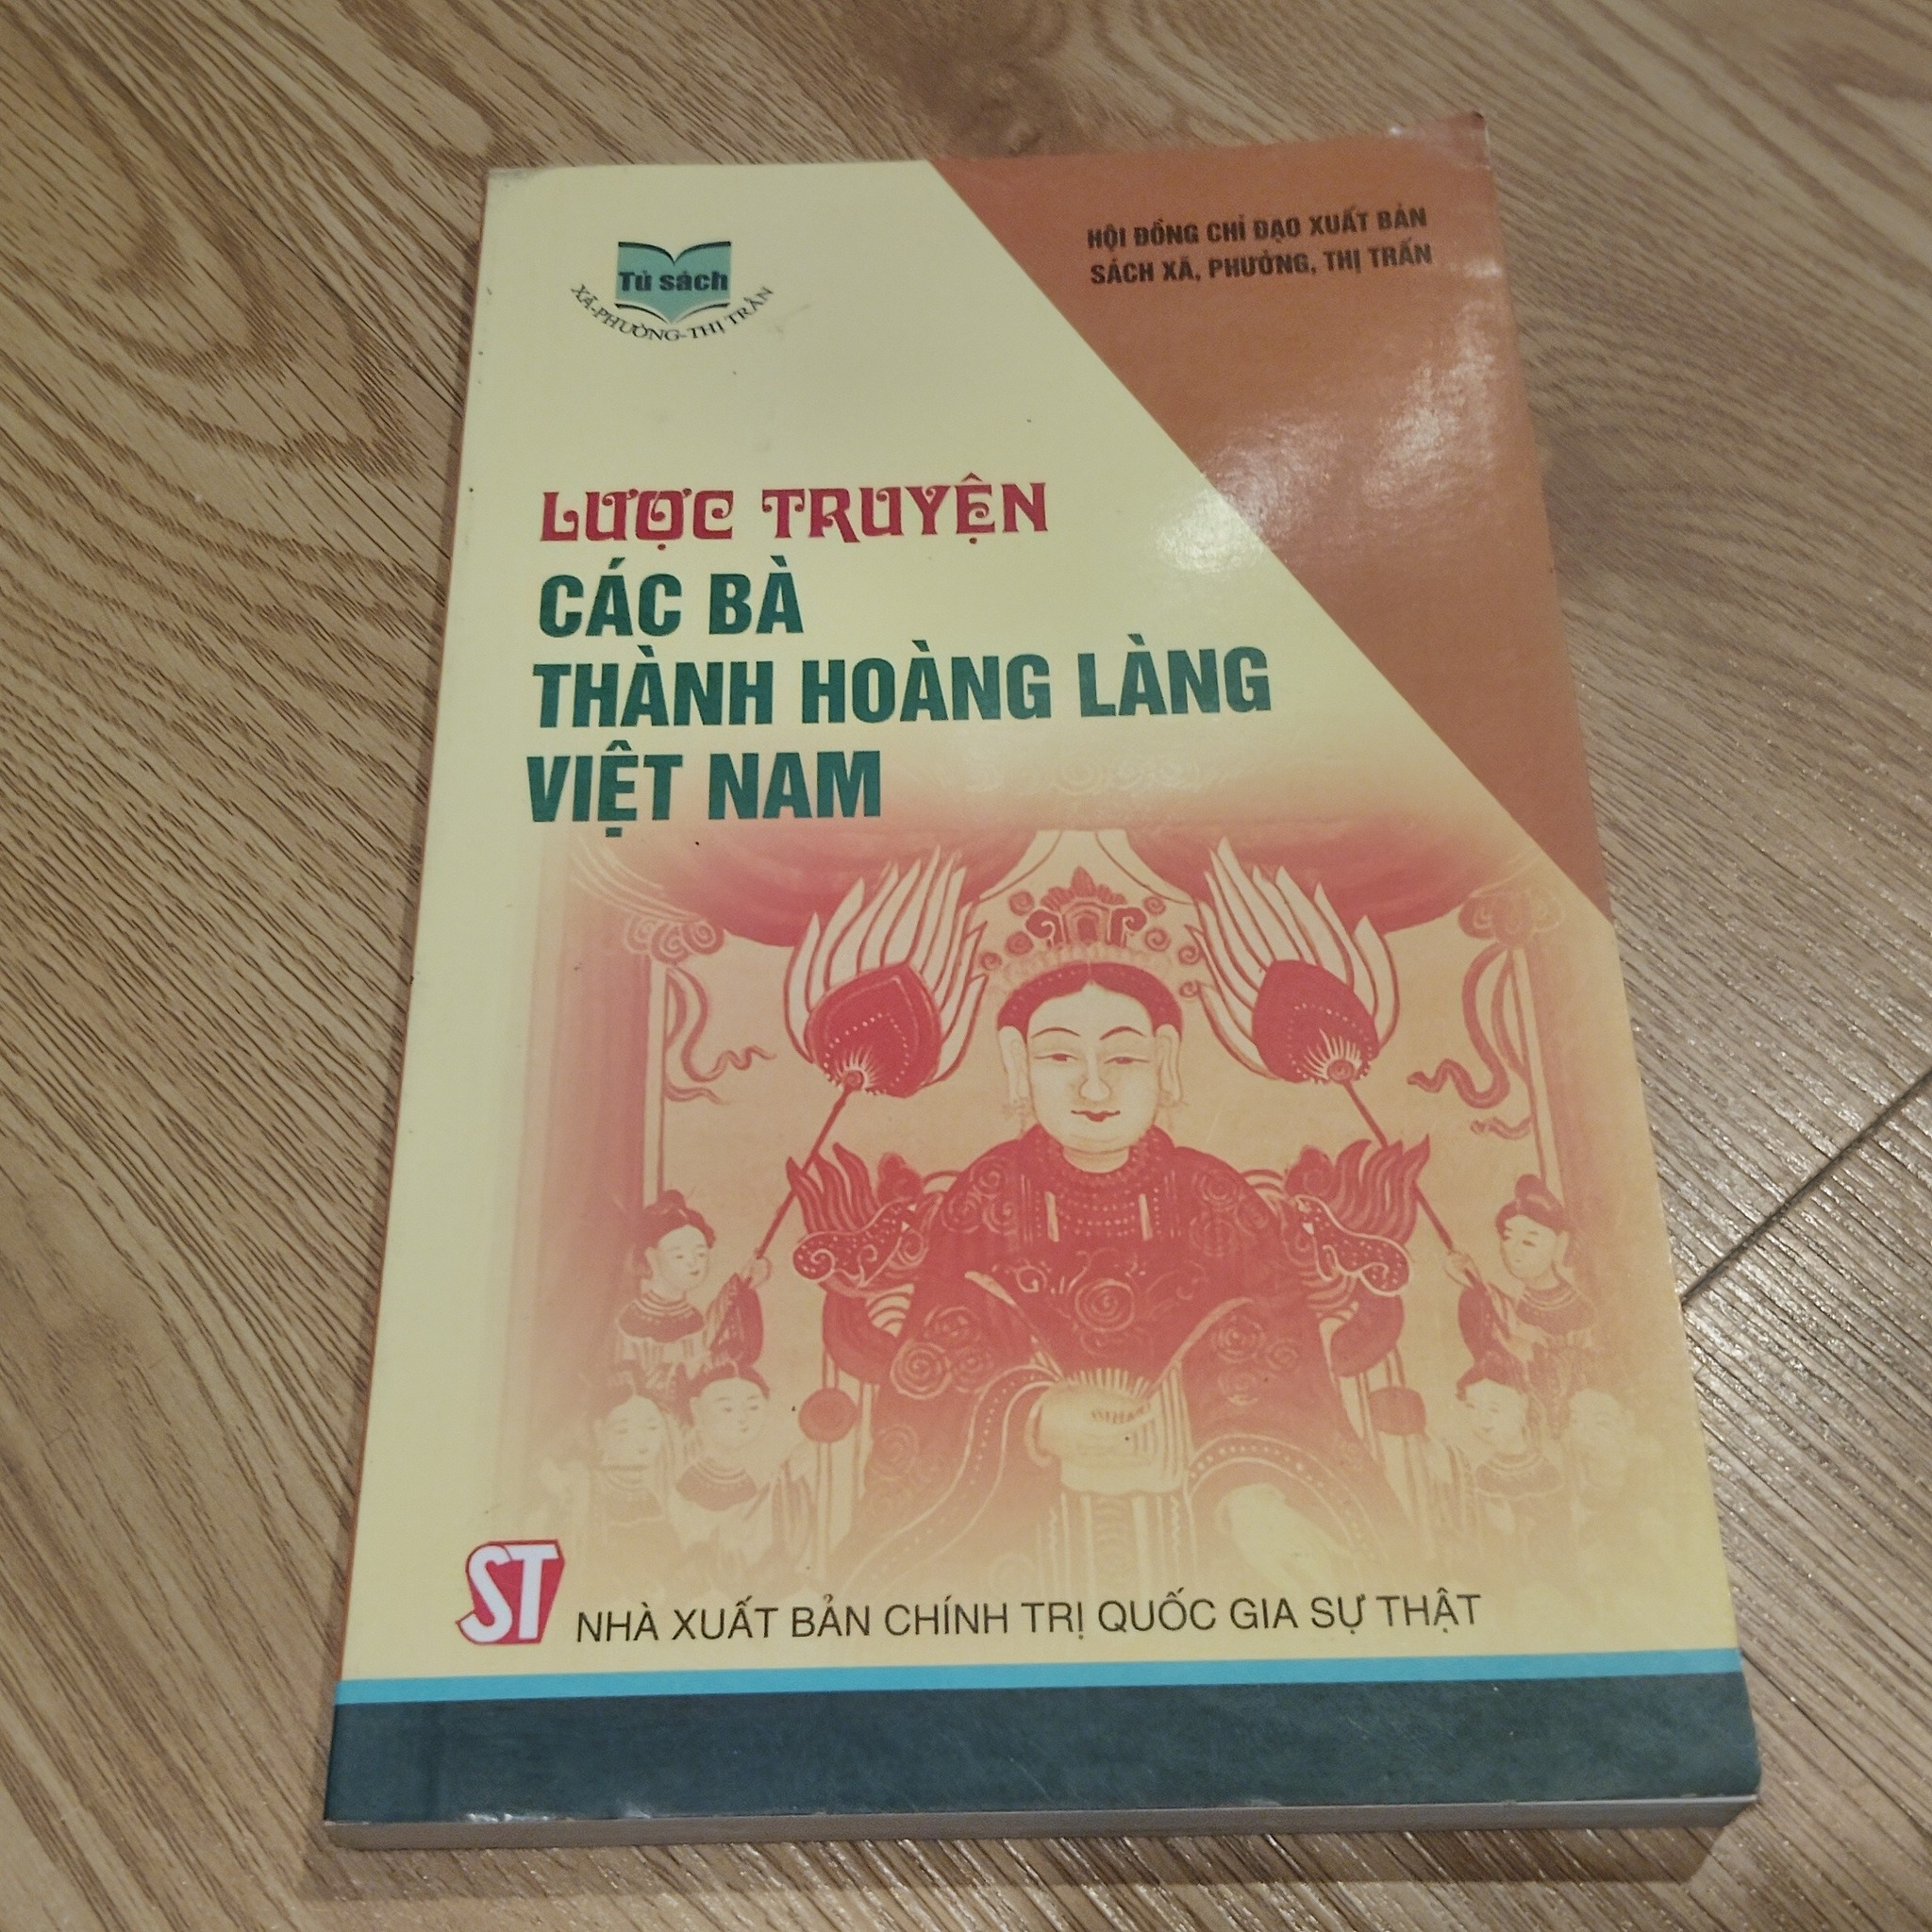 HỘI ĐỒNG CHỈ ĐẠO XUẤT BẢN
SÁCH XÃ, PHƯỜNG, THỊ TRẤN
Tủ sách
XÃ-PHƯỜNG-THỊ TRẤN
LƯỢC TRUYỆN
CÁC BÀ
THÀNH HOÀNG LÀNG
VIỆT NAM
ST
NHÀ XUẤT BẢN CHÍNH TRỊ QUỐC GIA SỰ THẬT